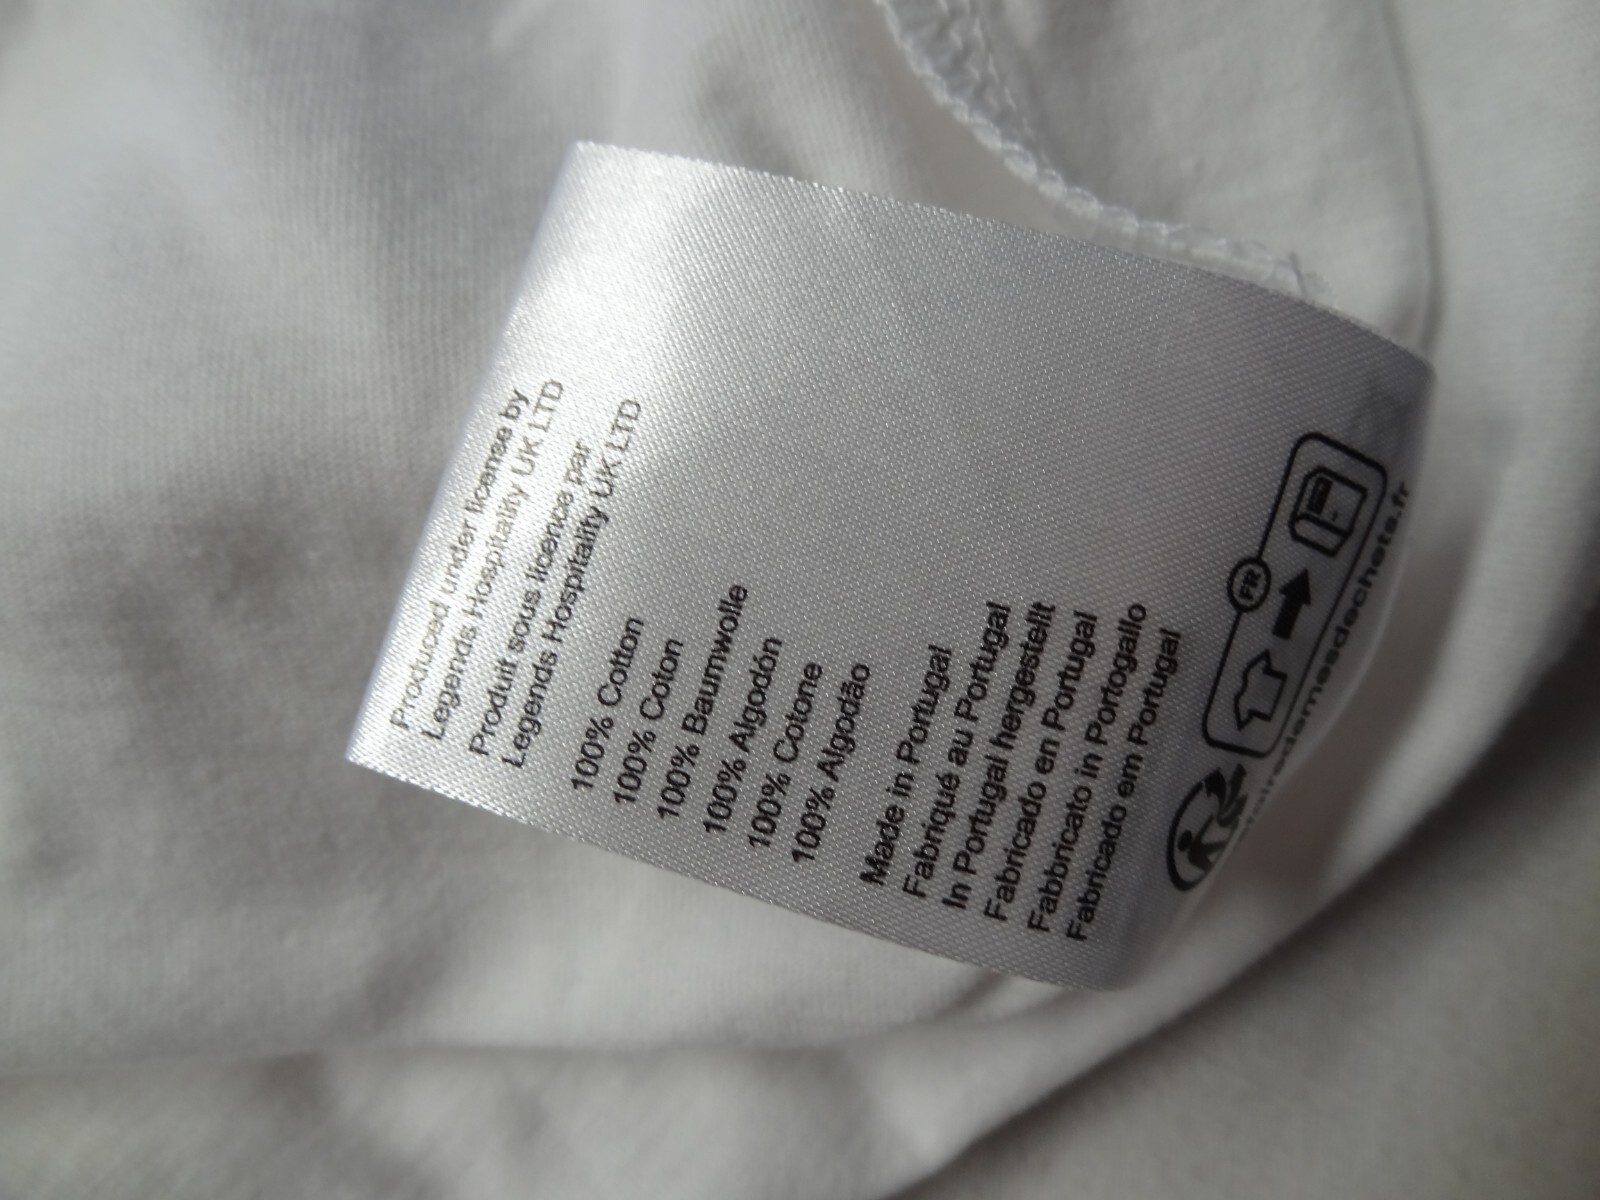 Produced under license by
Legends Hospitality UK LTD
Produit sous licence par
Legends Hospitality UK LTD
100% Cotton
100% Coton
100% Baumwolle
100% Algodón
100% Cotone
100% Algodão
Made in Portugal
Fabriqué au Portugal
In Portugal hergestellt
Fabricado en Portugal
Fabbricato in Portogallo
Fabricado em Portugal
FR